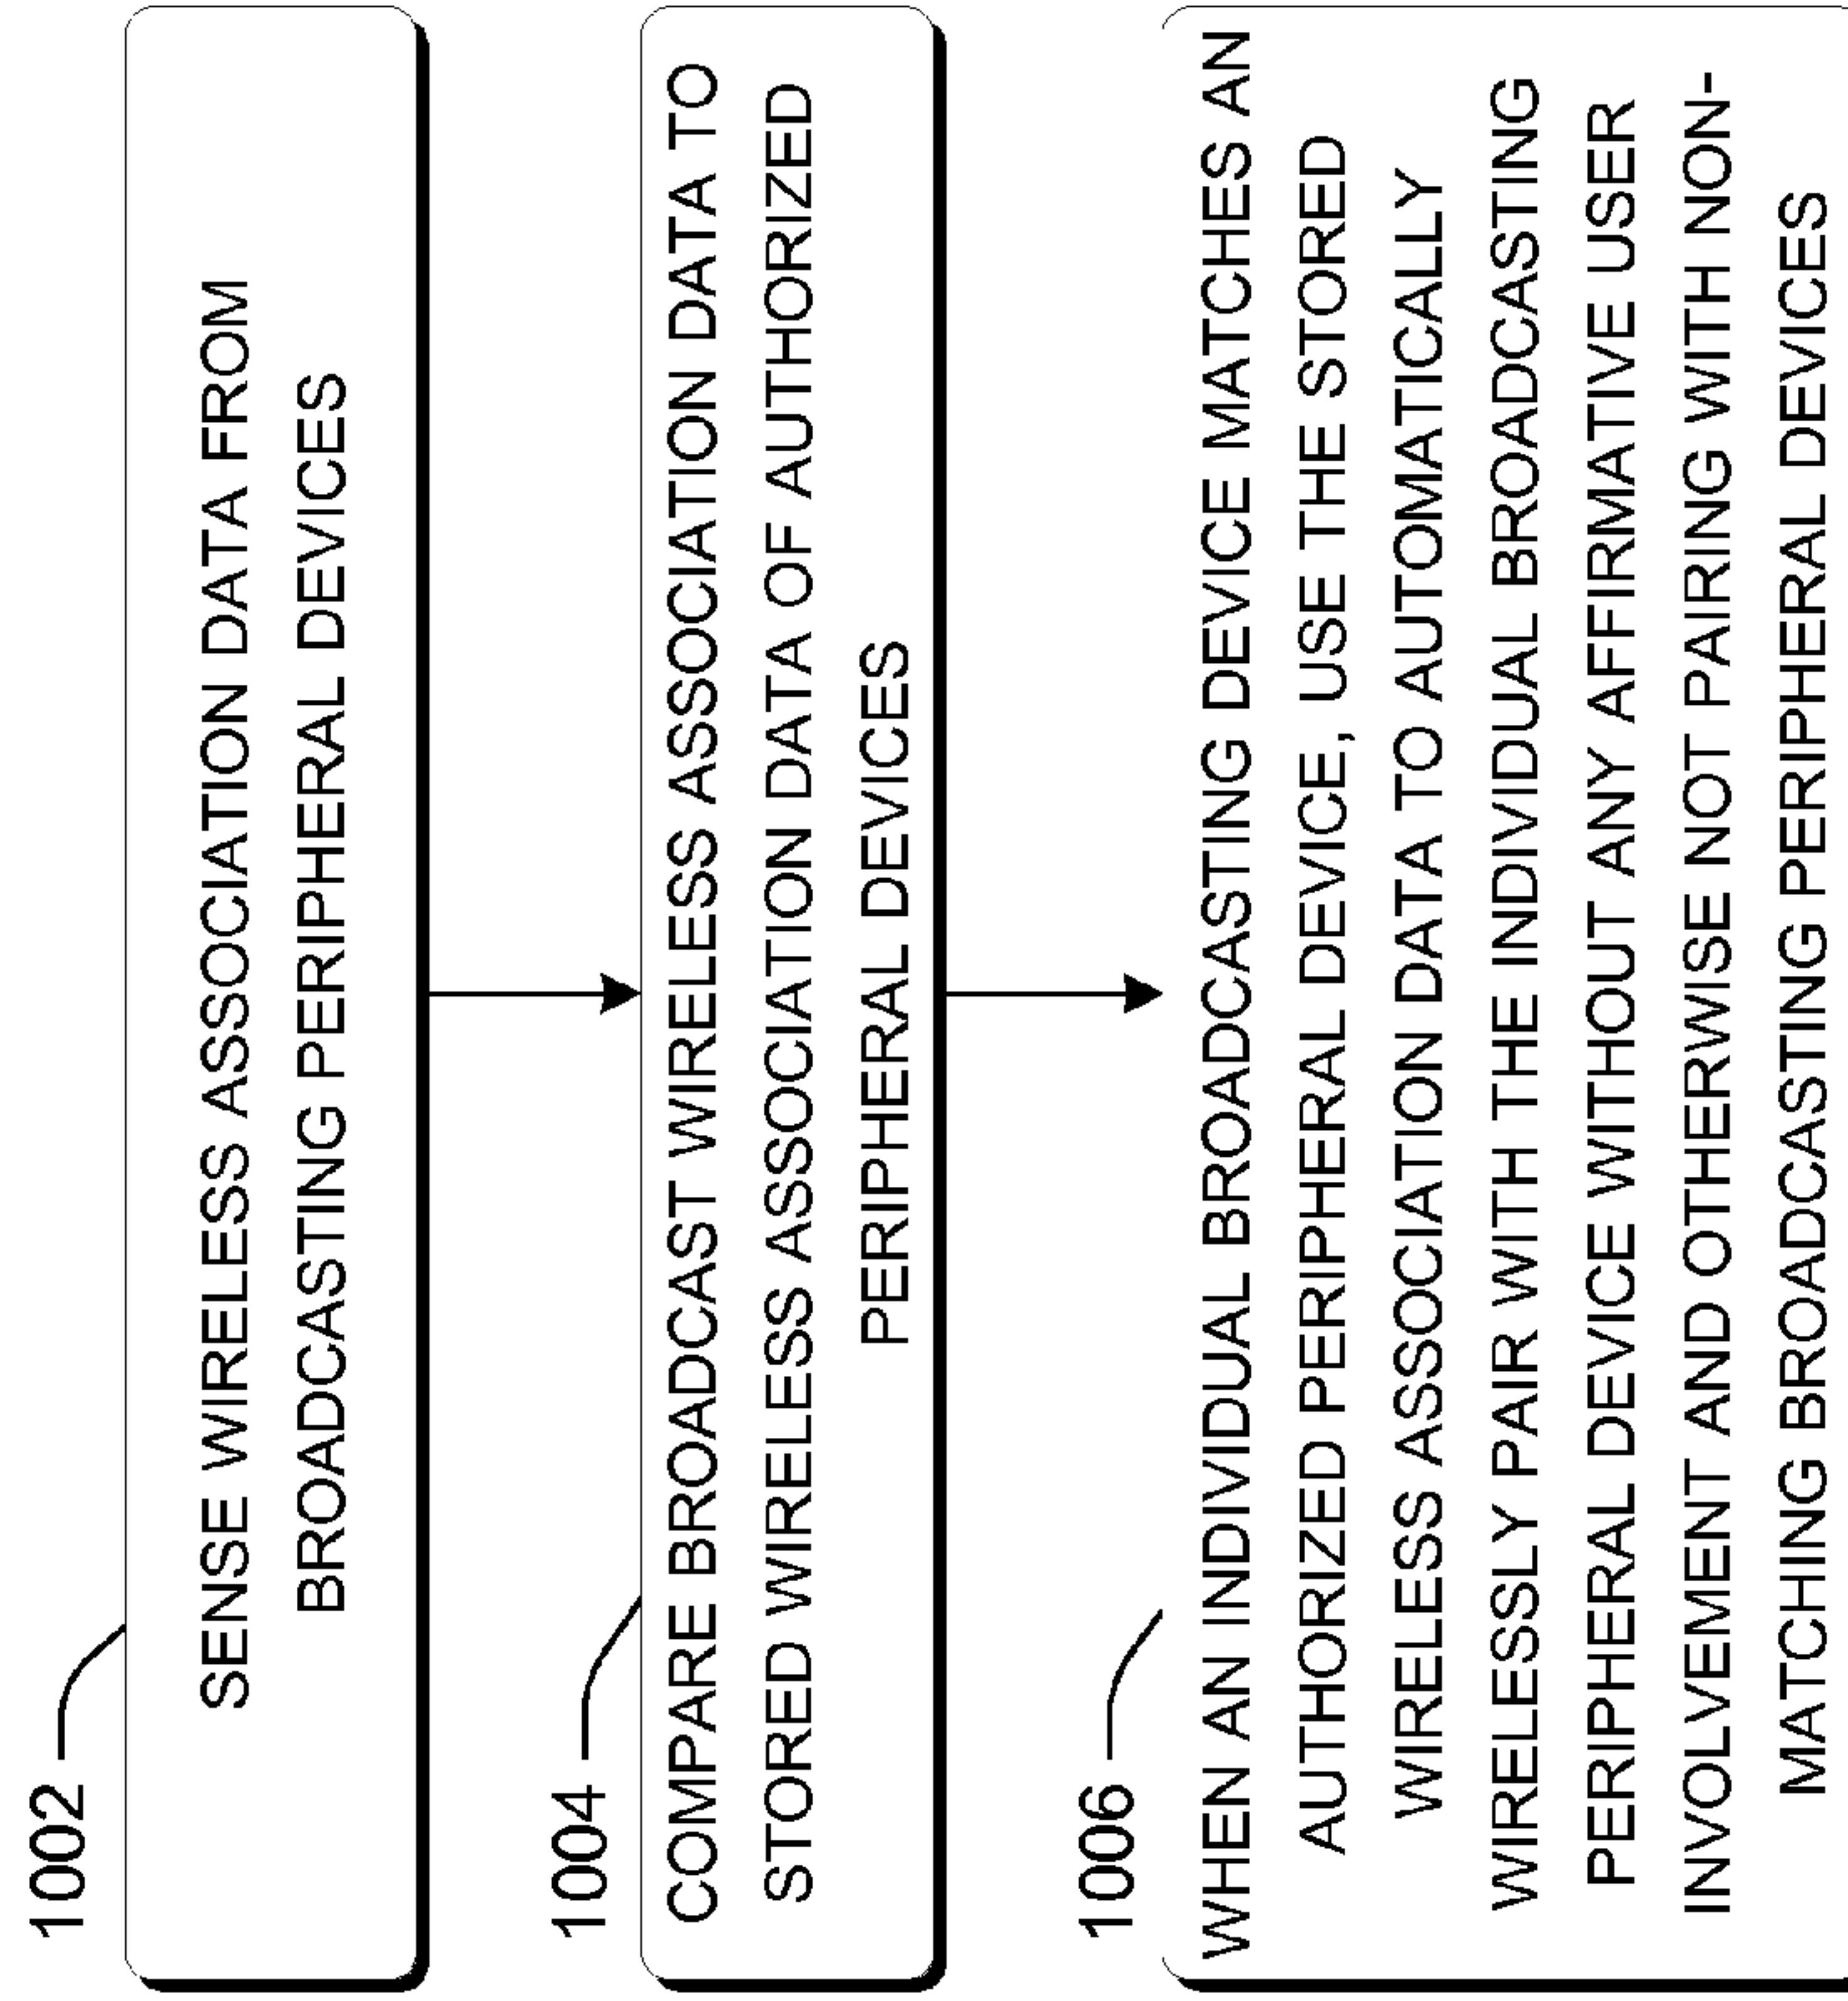 1002
SENSE WIRELESS ASSOCIATION DATA FROM
BROADCASTING PERIPHERAL DEVICES
1004
COMPARE BROADCAST WIRELESS ASSOCIATION DATA TO
STORED WIRELESS ASSOCIATION DATA OF AUTHORIZED
PERIPHERAL DEVICES
1006
WHEN AN INDIVIDUAL BROADCASTING DEVICE MATCHES AN
AUTHORIZED PERIPHERAL DEVICE, USE THE STORED
WIRELESS ASSOCIATION DATA TO AUTOMATICALLY
WIRELESSLY PAIR WITH THE INDIVIDUAL BROADCASTING
PERIPHERAL DEVICE WITHOUT ANY AFFIRMATIVE USER
INVOLVEMENT AND OTHERWISE NOT PAIRING WITH NON-
MATCHING BROADCASTING PERIPHERAL DEVICES